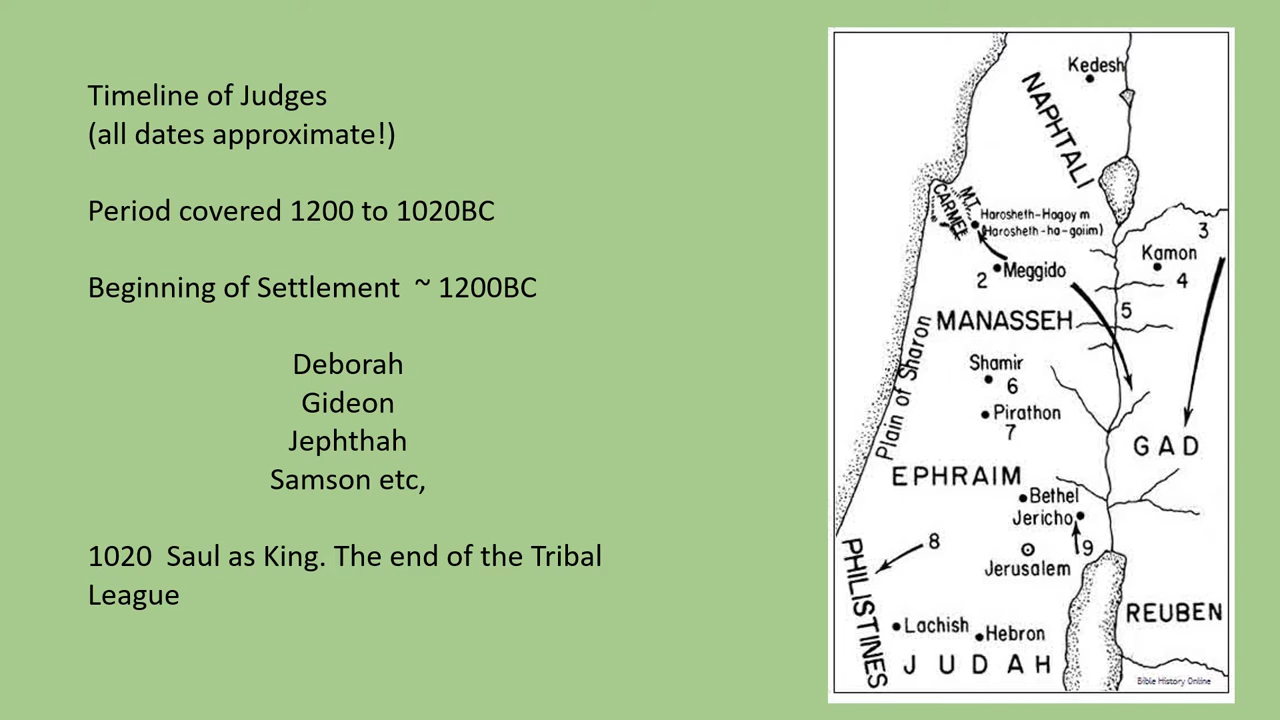 Timeline of Judges
(all dates approximate!)
Period covered 1200 to 1020BC
Beginning of Settlement ~ 1200BC
Deborah
Gideon
Jephthah
Samson etc,
1020 Saul as King. The end of the Tribal
League
Kedesh
NAPHTALI
MT.
CARMEL
Harosheth-Hagoy m
(Harosheth-ha-goiim)
3
Kamon
4
2 Meggido
5
MANASSEH
Plain of Sharon
Shamir
6
Pirathon
7
GAD
EPHRAIM
Bethel
Jericho
8
9
Jerusalem
PHILISTINES
REUBEN
Lachish
Hebron
JUDAH
Bible History Online